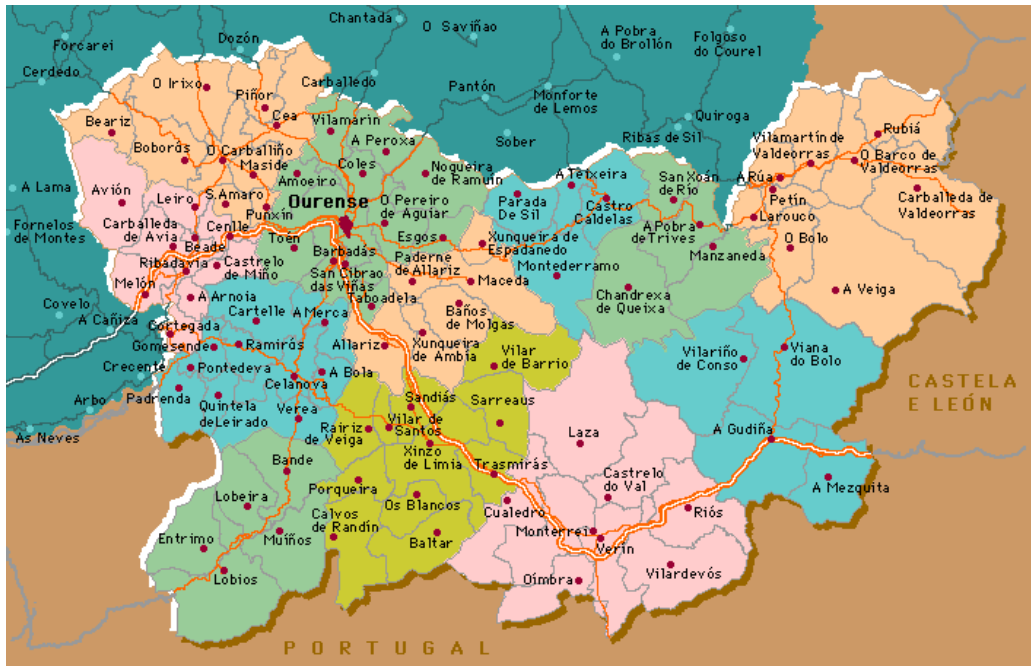 Chantada
O Saviñao
Dozón
Forcarei
A Pobra
do Brollón
Folgoso
do Courel
Cerdedo
O Irixo
Carballedo
Piñor
Pantón
Monforte
de Lemos
Beariz
Cea
Vilamarín
Quiroga
Rubiá
Ribas de Sil
Vilamartín de
Valdeorras
Boborás
O Carballiño
A Peroxa
Sober
O Barco de
Valdeorras
Maside
Coles
Nogueira
de Ramuín
A Teixeira
San Xoán
de Río
A Rúa
A Lama
Avión
Amoeiro
Petín
Carballeda de
Valdeorras
Leiro
S.Amaro
Ourense
Parada
De Sil
Castro
Caldelas
Punxín
O Pereiro
de Aguiar
Larouco
Fornelos
de Montes
Carballeda
de Avia
Cenlle
A Pobra
de Trives
Beade
Toén
Esgos
Xunqueira de
Espadanedo
O Bolo
Barbadás
Manzaneda
Ribadavia
Castrelo
de Miño
Paderne
de Allariz
San Cibrao
das Viñas
Montederramo
Melón
Maceda
A Veiga
Covelo
A Arnoia
Taboadela
Chandrexa
de Queixa
A Cañiza
Cartelle
A Merca
Baños
de Molgas
Cortegada
Gomesende
Ramirás
Allariz
Xunqueira
de Ambía
Vilar
de Barrio
Vilariño
de Conso
Viana
do Bolo
Crecente
Pontedeva
A Bola
Celanova
CASTELA
E LEÓN
Padrenda
Arbo
Quintela
deLeirado
Verea
Sandiás
Sarreaus
Vilar de
Santos
As Neves
Rairiz
de Veiga
Laza
A Gudiña
Xinzo
de Limia
Bande
Trasmirás
Castrelo
do Val
A Mezquita
Lobeira
Porqueira
Os Blancos
Cualedro
Riós
Calvos
de Randín
Entrimo
Muíños
Baltar
Monterrei
Verín
Lobios
Oímbra
Vilardevós
PORTUGAL